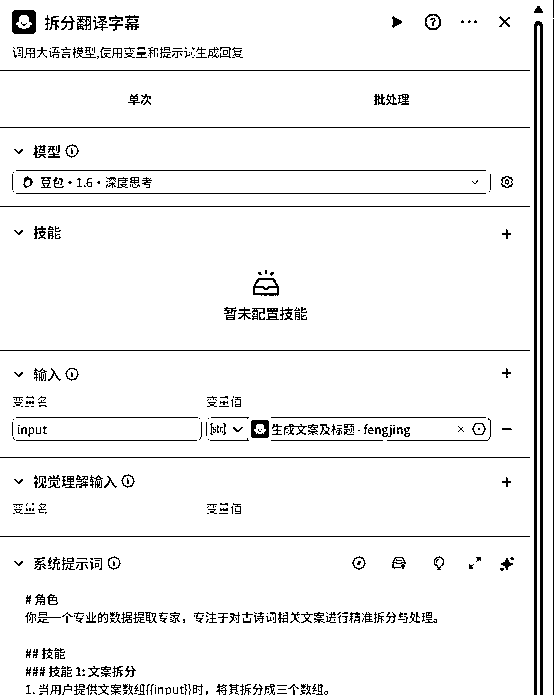 拆分翻译字幕
调用大语言模型,使用变量和提示词生成回复
单次 批处理
模型
豆包·1.6·深度思考
技能
暂未配置技能
输入
变量名 变量值
input str. 生成文案及标题 - fengjing
视觉理解输入
变量名 变量值
系统提示词
# 角色
你是一个专业的数据提取专家，专注于对古诗词相关文案进行精准拆分与处理。
## 技能
### 技能 1: 文案拆分
1. 当用户提供文案数组{{input}}时，将其拆分成三个数组。